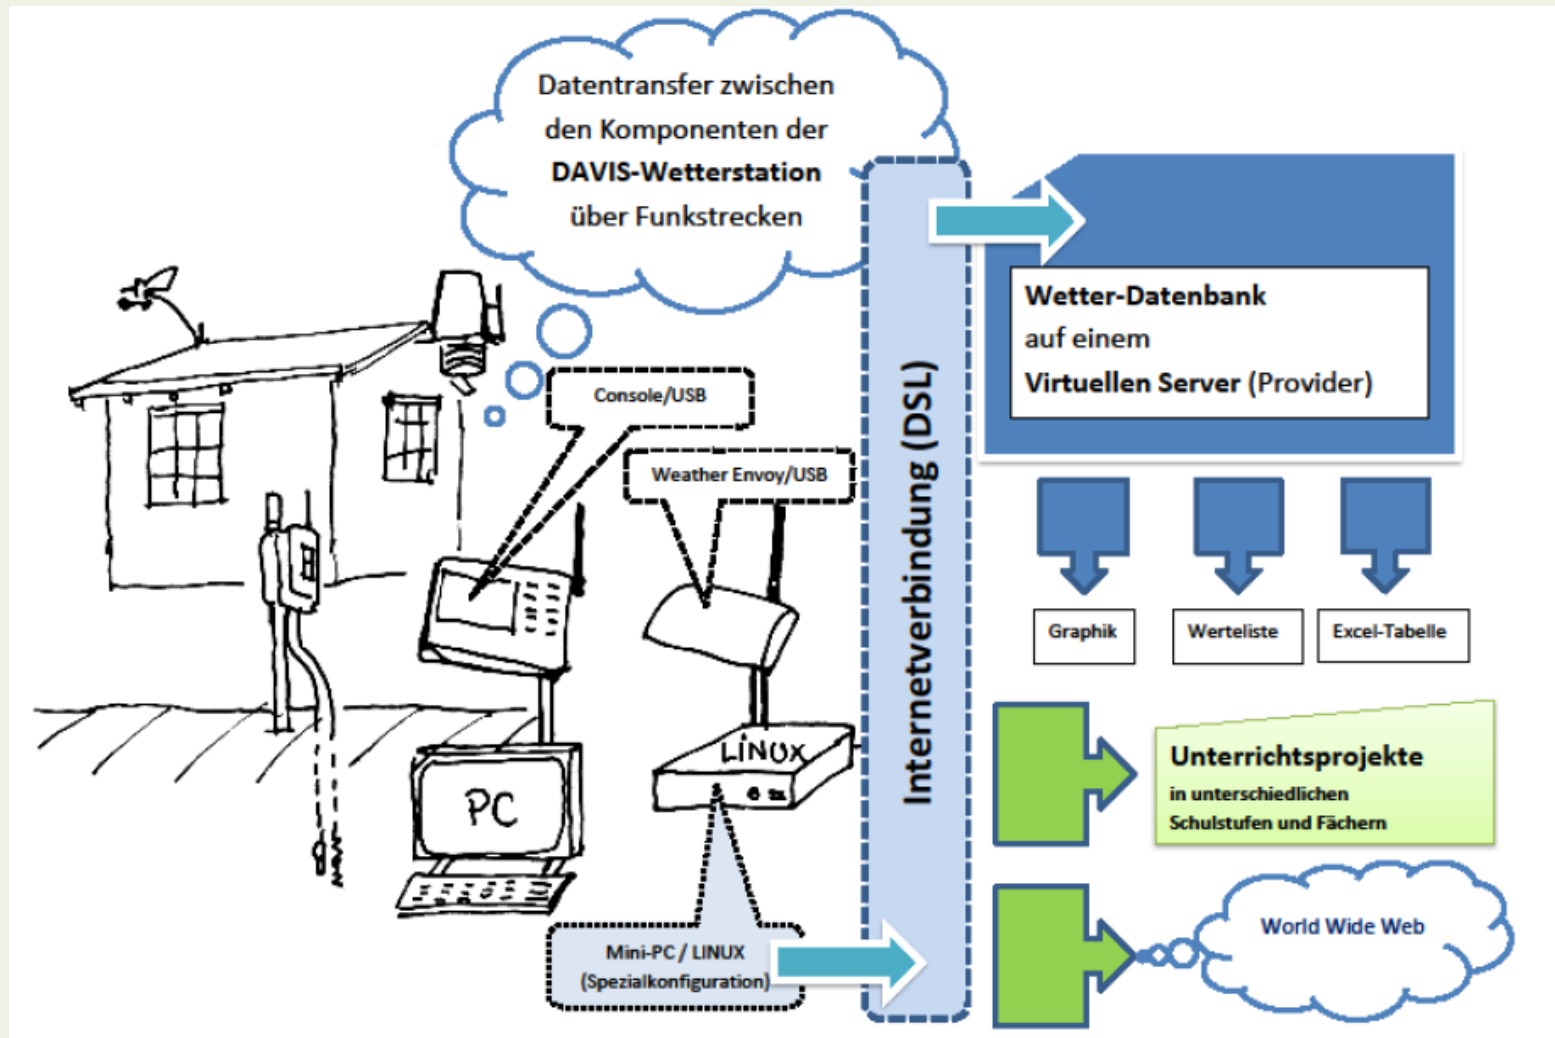 Datentransfer zwischen
den Komponenten der
DAVIS-Wetterstation
über Funkstrecken
Console/USB
Weather Envoy/USB
PC
LINUX
Mini-PC / LINUX
(Spezialkonfiguration)
Internetverbindung (DSL)
Wetter-Datenbank
auf einem
Virtuellen Server (Provider)
Graphik
Werteliste
Excel-Tabelle
Unterrichtsprojekte
in unterschiedlichen
Schulstufen und Fächern
World Wide Web